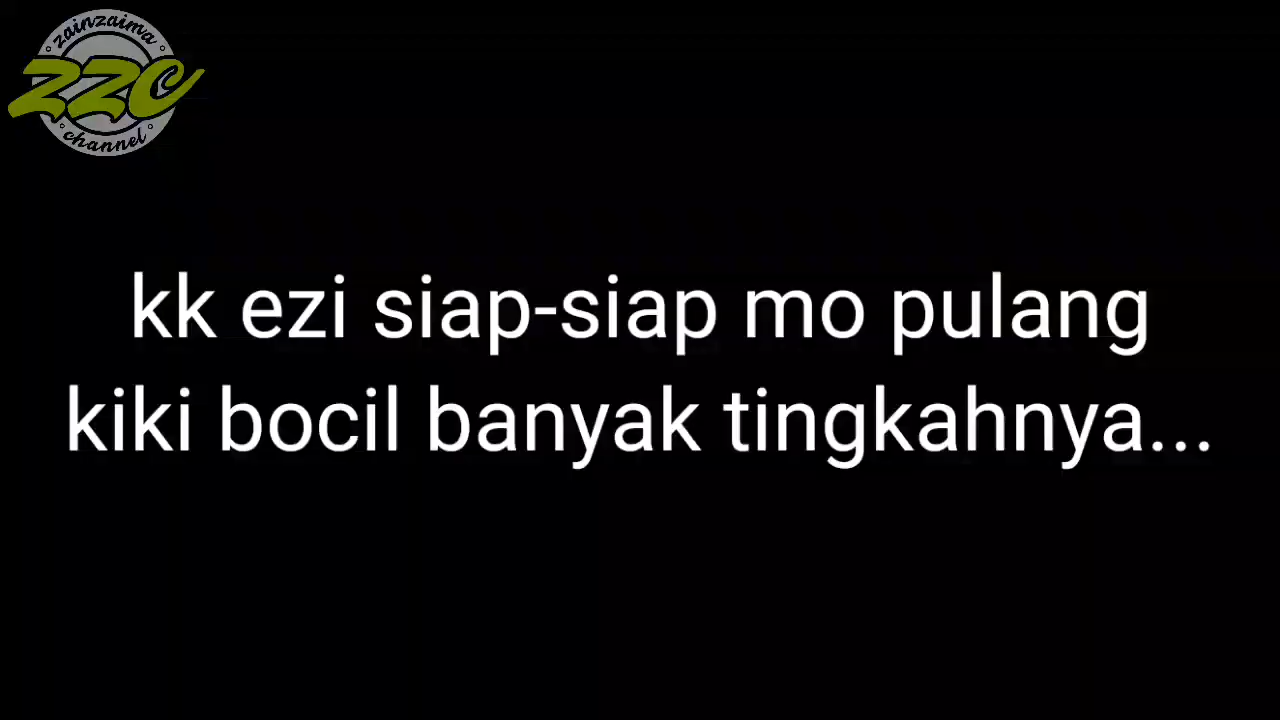 zainzaima
ZZC
channel
kk ezi siap-siap mo pulang
kiki bocil banyak tingkahnya...